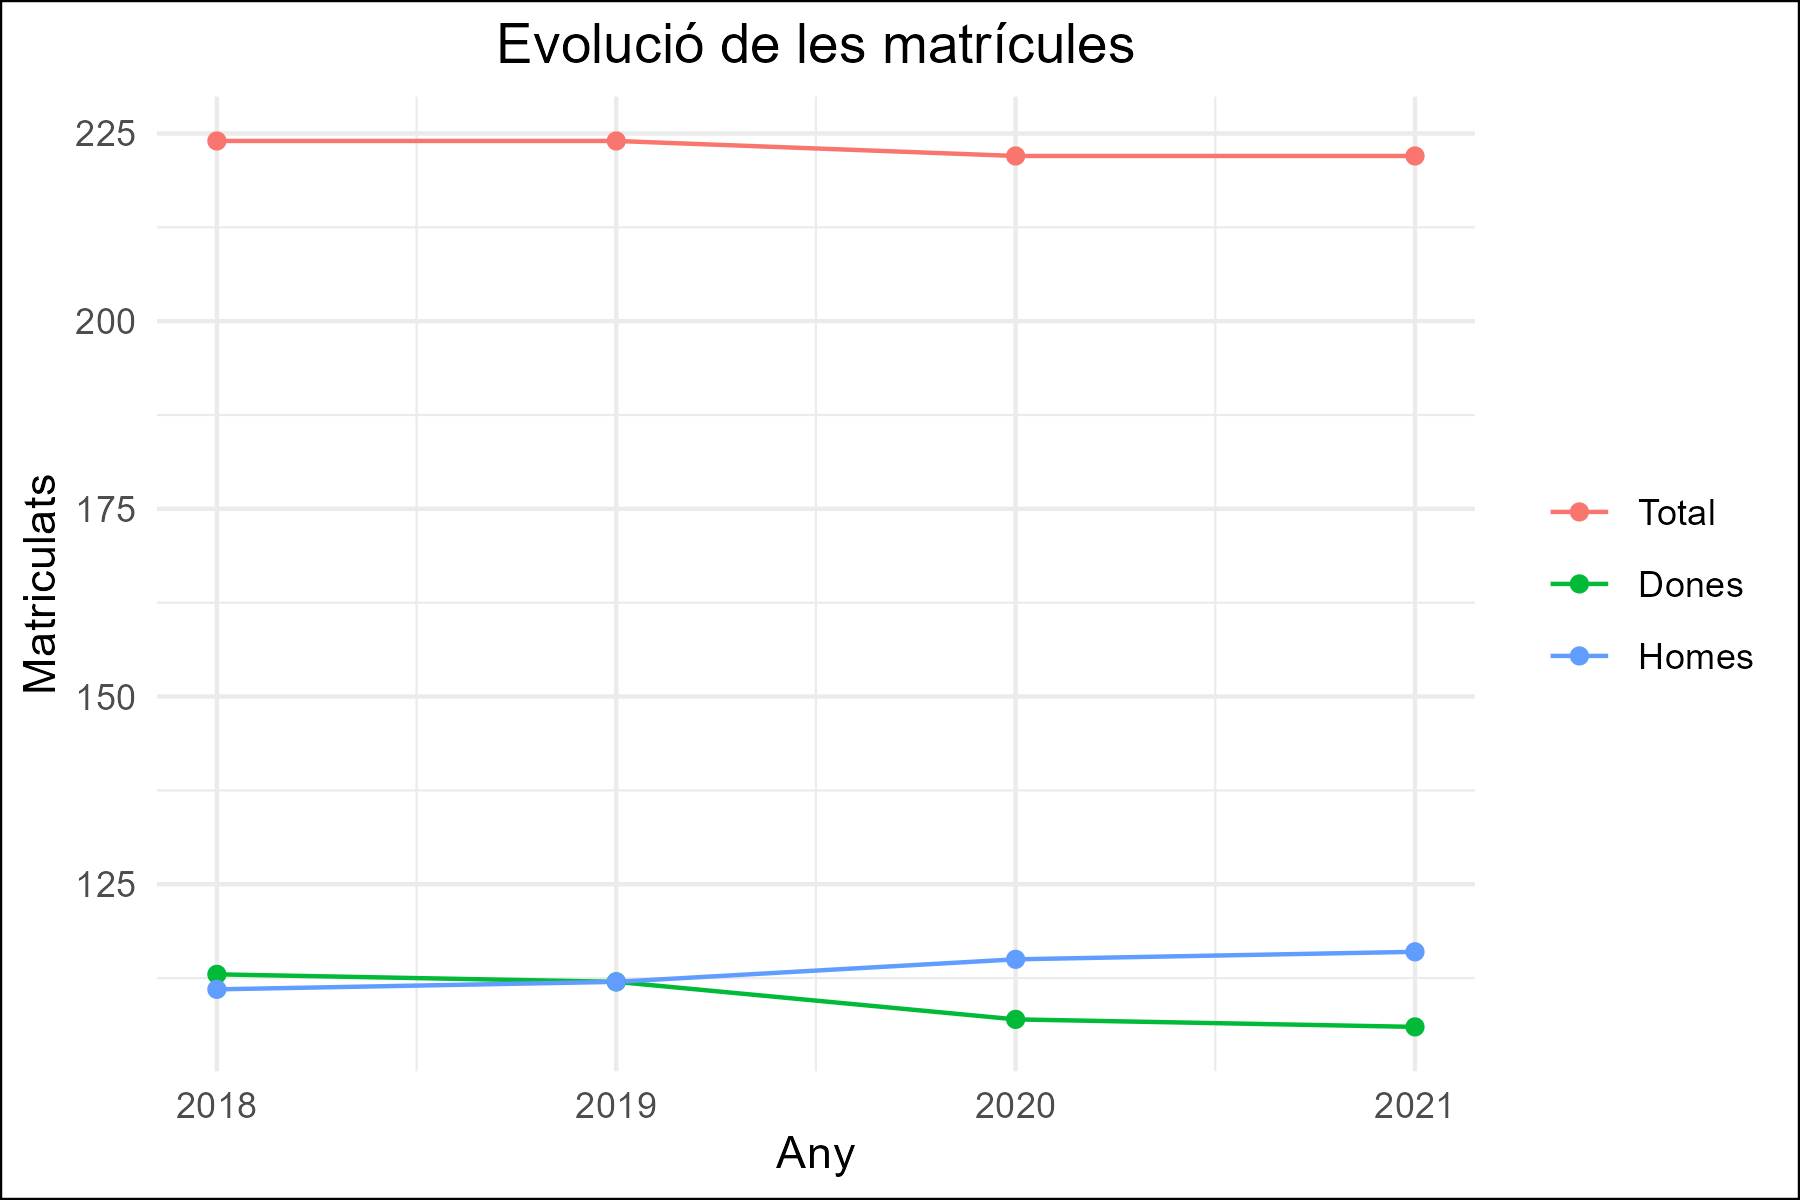 Evolució de les matrícules
225
200
175
150
125
Matriculats
2018
2019
2020
2021
Any
Total
Dones
Homes